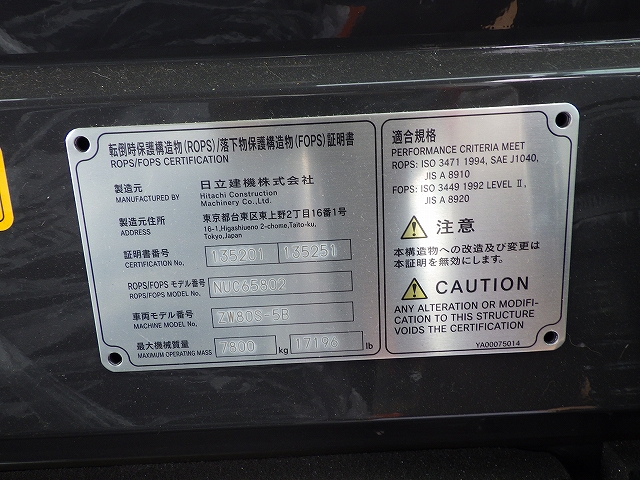 転倒時保護構造物(ROPS)/落下物保護構造物(FOPS)証明書
ROPS/FOPS CERTIFICATION
製造元 日立建機株式会社
MANUFACTURED BY Hitachi Construction
Machinery Co.,Ltd.
製造元住所 東京都台東区東上野2丁目16番1号
ADDRESS 16-1,Higashiueno 2-chome,Taito-ku,
Tokyo,Japan
証明書番号 135201 135251
CERTIFICATION No.
ROPS/FOPS モデル番号 NUC65802
ROPS/FOPS MODEL No.
車両モデル番号 ZW80S-5B
MACHINE MODEL No.
最大機械質量 7800 kg 17196 lb
MAXIMUM OPERATING MASS
適合規格
PERFORMANCE CRITERIA MEET
ROPS: ISO 3471 1994, SAE J1040,
JIS A 8910
FOPS: ISO 3449 1992 LEVEL Ⅱ,
JIS A 8920
注意
本構造物への改造及び変更は
本証明を無効にします。
CAUTION
ANY ALTERATION OR MODIFI-
CATION TO THIS STRUCTURE
VOIDS THE CERTIFICATION
YA00075014